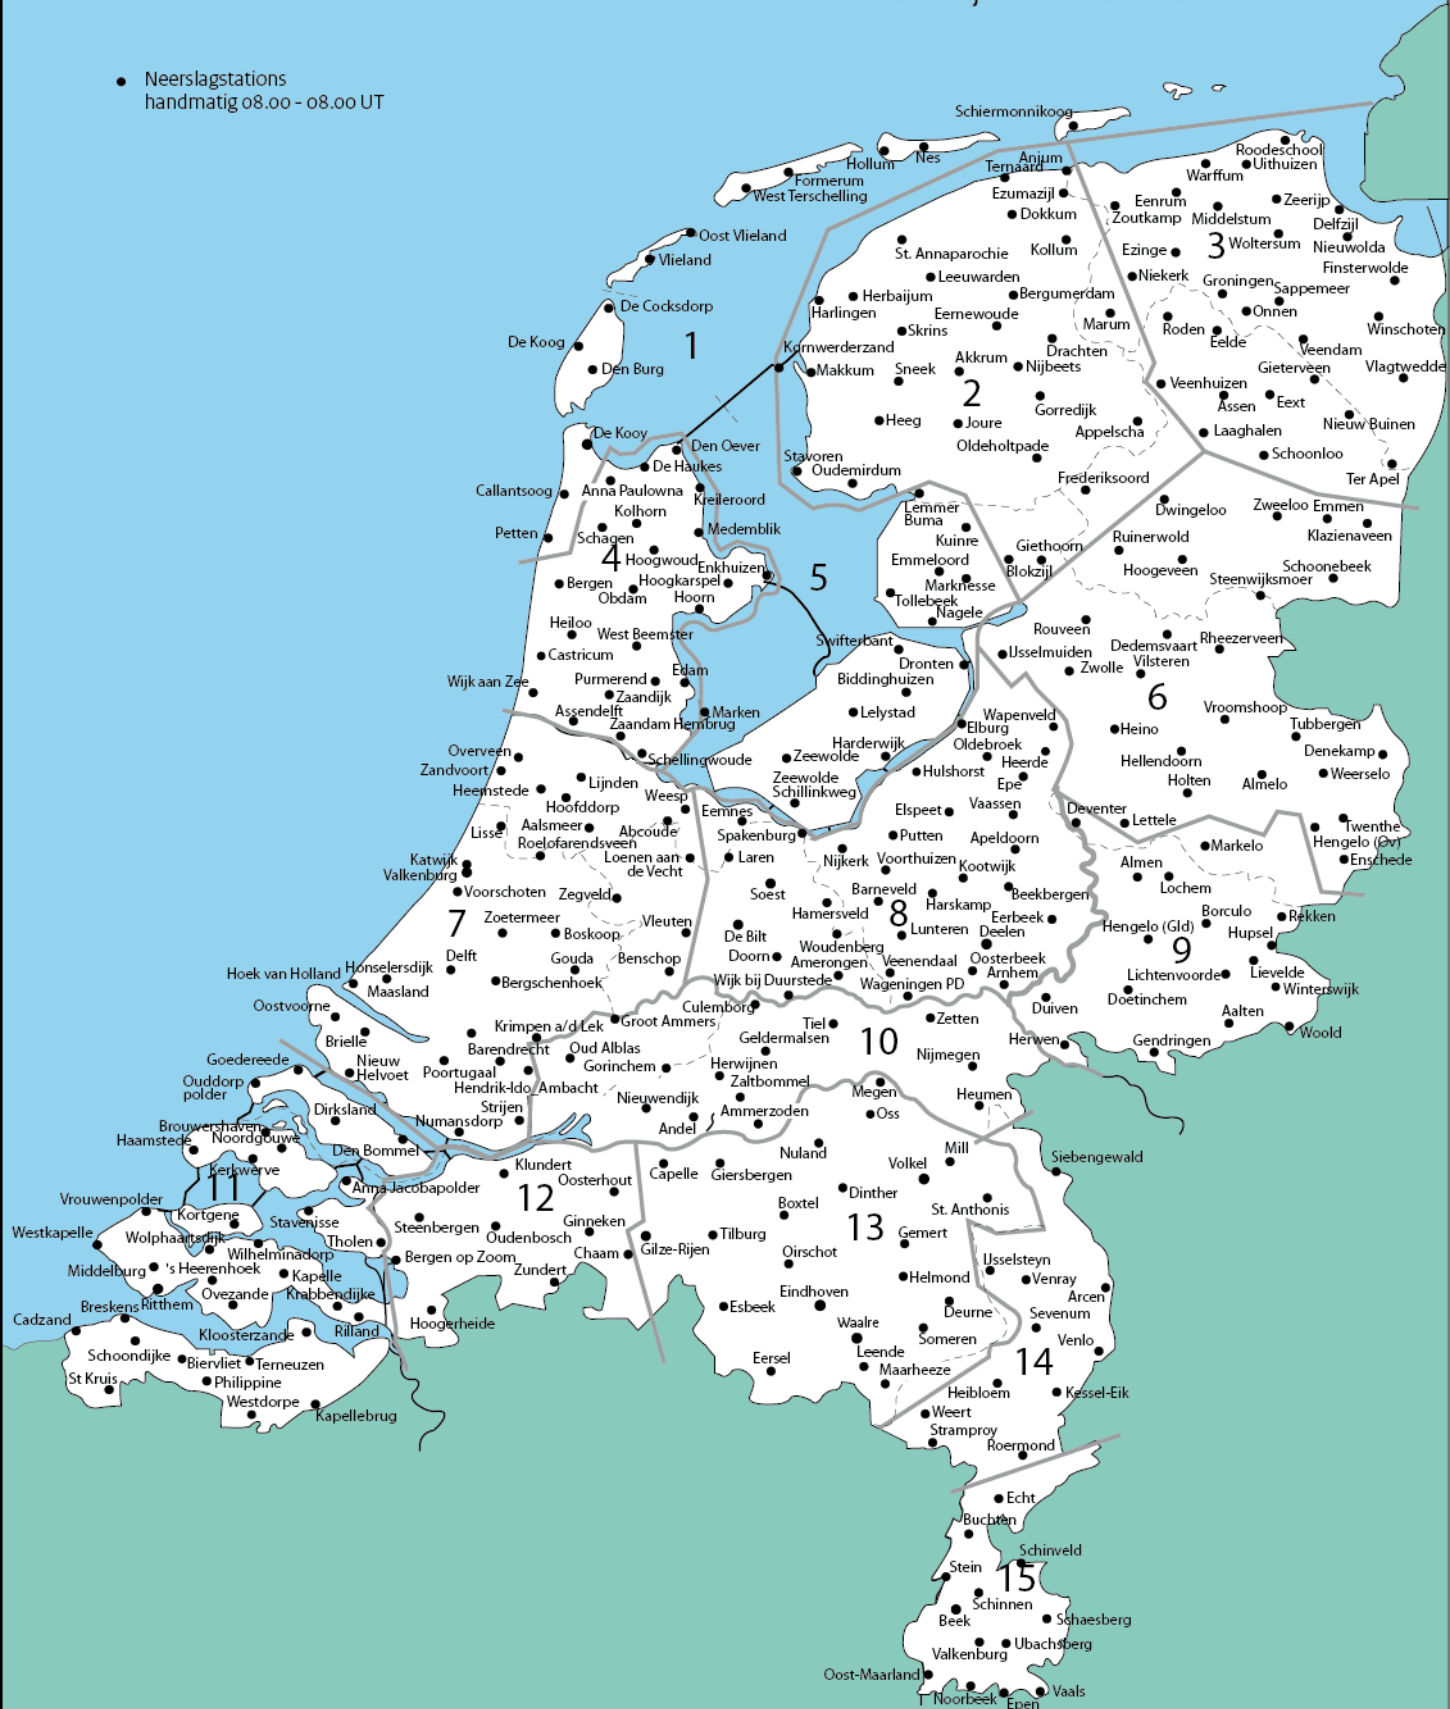 Neerslagstations
handmatig 08.00 - 08.00 UT
Schiermonnikoog
Hollum
Nes
Formerum
West Terschelling
Oost Vlieland
Vlieland
De Cocksdorp
De Koog
Den Burg
1
Anjum
Ternaard
Ezumazijl
Dokkum
Kollum
St. Annaparochie
Leeuwarden
Herbaijum
Harlingen
Bergumerdam
Eernewoude
Skrins
Marum
Drachten
Kornwerderzand
Makkum
Sneek
Akkrum
Nijbeets
2
Gorredijk
Heeg
Joure
Appelscha
Oldeholtpade
Stavoren
Oudemirdum
Frederiksoord
Roodeschool
Uithuizen
Warffum
Eenrum
Zoutkamp
Middelstum
Zeerijp
Delfzijl
3
Woltersum
Nieuwolda
Ezinge
Finsterwolde
Niekerk
Groningen
Sappemeer
Onnen
Roden
Eelde
Winschoten
Veendam
Gieterveen
Vlagtwedde
Veenhuizen
Assen
Eext
Nieuw Buinen
Laaghalen
Schoonloo
Ter Apel
De Kooy
Den Oever
De Haukes
Callantsoog
Anna Paulowna
Kreileroord
Kolhorn
Petten
Schagen
Medemblik
4
Hoogwoud
Enkhuizen
Bergen
Hoogkarspel
Obdam
Hoorn
Heiloo
West Beemster
Castricum
Edam
Wijk aan Zee
Purmerend
Zaandijk
Assendelft
Marken
Zaandam Hembrug
Schellingwoude
5
Lemmer
Buma
Kuinre
Emmeloord
Marknesse
Tollebeek
Nagele
Giethoorn
Blokzijl
Swifterbant
Dronten
Biddinghuizen
Lelystad
Harderwijk
Zeewolde
Zeewolde
Schillinkweg
Dwingeloo
Zweeloo
Emmen
Klazienaveen
Ruinerwold
Hoogeveen
Schoonebeek
Steenwijksmoer
Rouveen
Dedemsvaart
Rheezerveen
IJsselmuiden
Zwolle
Vilsteren
6
Vroomshoop
Tubbergen
Heino
Denekamp
Hellendoorn
Weerselo
Holten
Almelo
Deventer
Lettele
Twenthe
Hengelo (Ov)
Enschede
Overveen
Zandvoort
Heemstede
Lijnden
Hoofddorp
Weesp
Lisse
Aalsmeer
Abcoude
Roelofarendsveen
Loenen aan
de Vecht
Katwijk
Valkenburg
Voorschoten
Zegveld
7
Zoetermeer
Boskoop
Vleuten
Delft
Gouda
Benschop
Bergschenhoek
Hoek van Holland
Honselersdijk
Maasland
Oostvoorne
Brielle
Krimpen a/d Lek
Groot Ammers
Barendrecht
Nieuw
Helvoet
Poortugaal
Hendrik-Ido_Ambacht
Strijen
Numansdorp
Wapenveld
Elburg
Oldebroek
Heerde
Hulshorst
Epe
Eemnes
Elspeet
Vaassen
Spakenburg
Putten
Apeldoorn
Laren
Nijkerk
Voorthuizen
Kootwijk
Soest
Barneveld
Beekbergen
Harskamp
Hamersveld
8
Eerbeek
Lunteren
De Bilt
Deelen
Woudenberg
Doorn
Amerongen
Veenendaal
Oosterbeek
Arnhem
Wijk bij Duurstede
Wageningen PD
Markelo
Almen
Lochem
Borculo
Rekken
Hengelo (Gld)
Hupsel
9
Lichtenvoorde
Lievelde
Winterswijk
Doetinchem
Aalten
Duiven
Woold
Herwen
Gendringen
Culemborg
Tiel
Zetten
Geldermalsen
10
Oud Alblas
Gorinchem
Herwijnen
Nijmegen
Zaltbommel
Nieuwendijk
Megen
Heumen
Ammerzoden
Andel
Oss
Goedereede
Ouddorp
polder
Dirksland
Brouwershaven
Haamstede
Noordgouwe
Den Bommel
Kerkwerve
11
Anna Jacobapolder
Vrouwenpolder
Kortgene
Stavenisse
Westkapelle
Wolphaartsdijk
Tholen
Wilhelminadorp
Middelburg
's Heerenhoek
Kapelle
Ovezande
Krabbendijke
Breskens
Ritthem
Cadzand
Kloosterzande
Rilland
Schoondijke
Biervliet
Terneuzen
St Kruis
Philippine
Westdorpe
Kapellebrug
Klundert
Oosterhout
12
Steenbergen
Ginneken
Oudenbosch
Bergen op Zoom
Chaam
Zundert
Hoogerheide
Nuland
Mill
Capelle
Giersbergen
Volkel
Dinther
Boxtel
St. Anthonis
13
Gilze-Rijen
Tilburg
Gemert
Oirschot
Helmond
Eindhoven
Esbeek
Deurne
Waalre
Someren
Leende
Eersel
Maarheeze
Siebengewald
IJsselsteyn
Venray
Arcen
Sevenum
Venlo
14
Heibloem
Kessel-Eik
Weert
Stramproy
Roermond
Echt
Buchten
Schinveld
Stein
15
Schinnen
Beek
Schaesberg
Ubachsberg
Valkenburg
Oost-Maarland
Noorbeek
Epen
Vaals